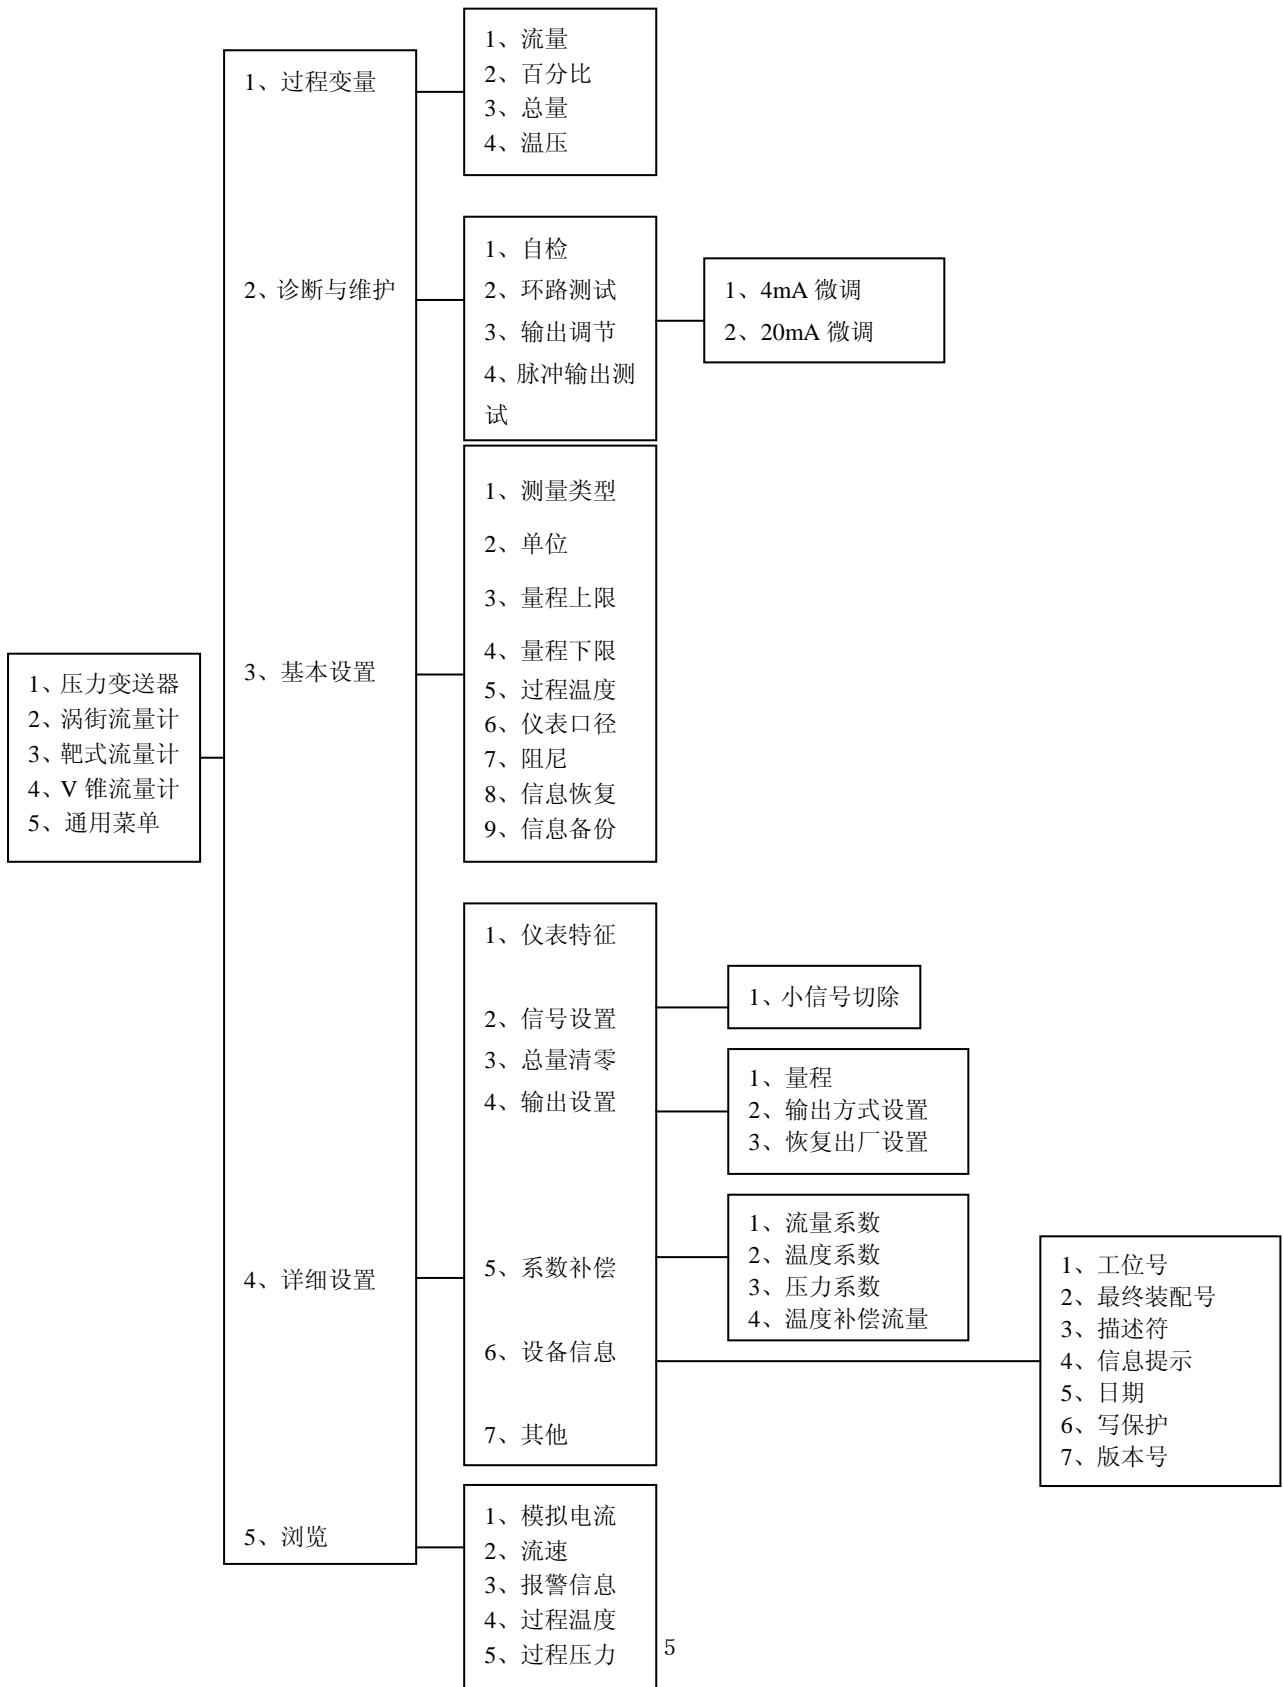 1、压力变送器
2、涡街流量计
3、靶式流量计
4、V 锥流量计
5、通用菜单
1、过程变量
2、诊断与维护
3、基本设置
4、详细设置
5、浏览
1、流量
2、百分比
3、总量
4、温压
1、自检
2、环路测试
3、输出调节
4、脉冲输出测
试
1、4mA 微调
2、20mA 微调
1、测量类型
2、单位
3、量程上限
4、量程下限
5、过程温度
6、仪表口径
7、阻尼
8、信息恢复
9、信息备份
1、仪表特征
2、信号设置
3、总量清零
4、输出设置
5、系数补偿
6、设备信息
7、其他
1、小信号切除
1、量程
2、输出方式设置
3、恢复出厂设置
1、流量系数
2、温度系数
3、压力系数
4、温度补偿流量
1、工位号
2、最终装配号
3、描述符
4、信息提示
5、日期
6、写保护
7、版本号
1、模拟电流
2、流速
3、报警信息
4、过程温度
5、过程压力
5